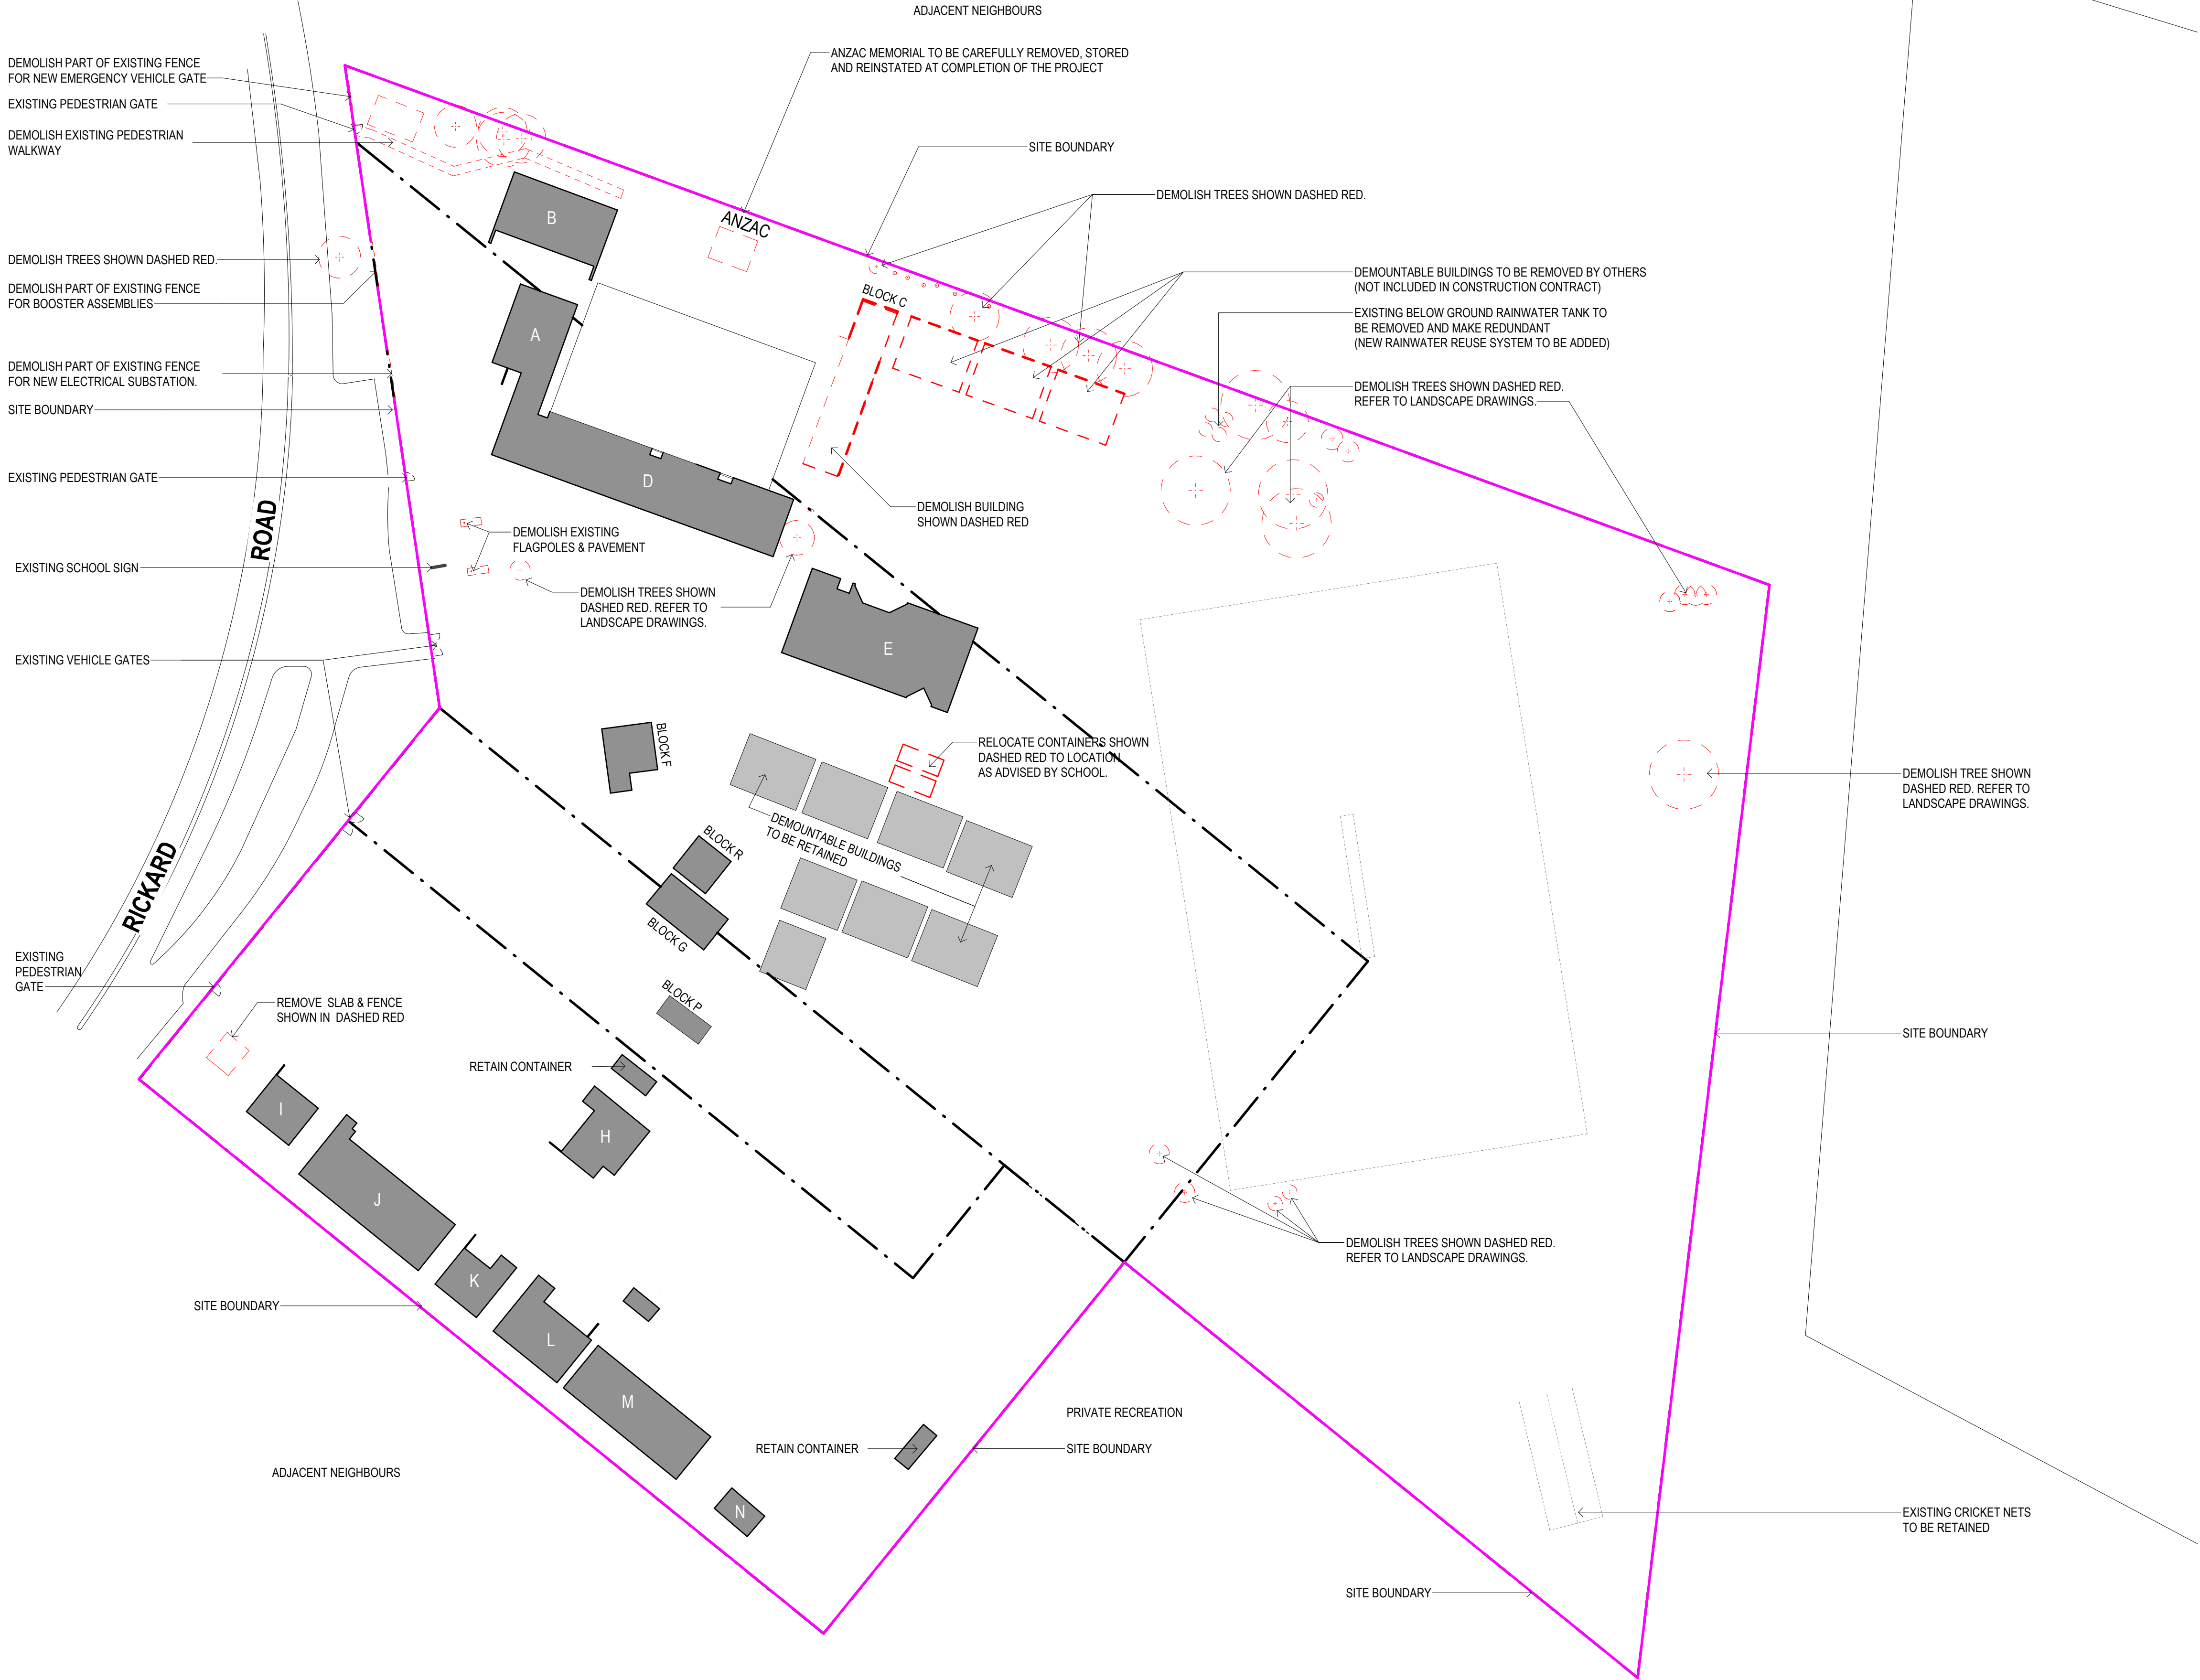 ADJACENT NEIGHBOURS
ANZAC MEMORIAL TO BE CAREFULLY REMOVED, STORED
AND REINSTATED AT COMPLETION OF THE PROJECT
DEMOLISH PART OF EXISTING FENCE
FOR NEW EMERGENCY VEHICLE GATE
EXISTING PEDESTRIAN GATE
DEMOLISH EXISTING PEDESTRIAN
WALKWAY
SITE BOUNDARY
DEMOLISH TREES SHOWN DASHED RED.
B
ANZAC
DEMOLISH TREES SHOWN DASHED RED.
DEMOLISH PART OF EXISTING FENCE
FOR BOOSTER ASSEMBLIES
DEMOUNTABLE BUILDINGS TO BE REMOVED BY OTHERS
(NOT INCLUDED IN CONSTRUCTION CONTRACT)
BLOCK C
EXISTING BELOW GROUND RAINWATER TANK TO
BE REMOVED AND MAKE REDUNDANT
(NEW RAINWATER REUSE SYSTEM TO BE ADDED)
A
DEMOLISH PART OF EXISTING FENCE
FOR NEW ELECTRICAL SUBSTATION.
DEMOLISH TREES SHOWN DASHED RED.
REFER TO LANDSCAPE DRAWINGS.
SITE BOUNDARY
EXISTING PEDESTRIAN GATE
D
DEMOLISH BUILDING
SHOWN DASHED RED
ROAD
DEMOLISH EXISTING
FLAGPOLES & PAVEMENT
EXISTING SCHOOL SIGN
DEMOLISH TREES SHOWN
DASHED RED. REFER TO
LANDSCAPE DRAWINGS.
E
EXISTING VEHICLE GATES
BLOCK F
RELOCATE CONTAINERS SHOWN
DASHED RED TO LOCATION
AS ADVISED BY SCHOOL.
DEMOLISH TREE SHOWN
DASHED RED. REFER TO
LANDSCAPE DRAWINGS.
DEMOUNTABLE BUILDINGS
TO BE RETAINED
BLOCK R
RICKARD
BLOCK G
EXISTING
PEDESTRIAN
GATE
REMOVE SLAB & FENCE
SHOWN IN DASHED RED
BLOCK P
SITE BOUNDARY
RETAIN CONTAINER
I
H
J
DEMOLISH TREES SHOWN DASHED RED.
REFER TO LANDSCAPE DRAWINGS.
K
SITE BOUNDARY
L
M
PRIVATE RECREATION
RETAIN CONTAINER
SITE BOUNDARY
ADJACENT NEIGHBOURS
N
EXISTING CRICKET NETS
TO BE RETAINED
SITE BOUNDARY